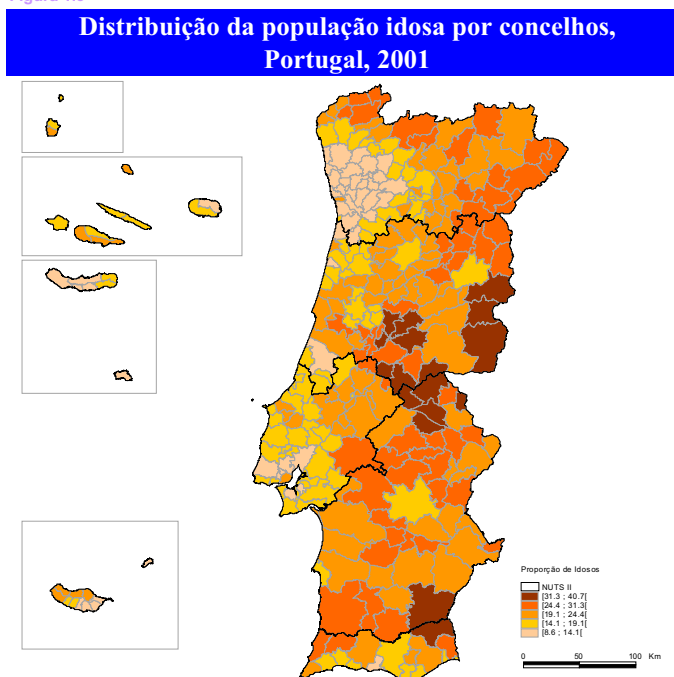 Distribuição da população idosa por concelhos,
Portugal, 2001
Proporção de Idosos
NUTS II
[31.3 ; 40.7[
[24.4 ; 31.3[
[19.1 ; 24.4[
[14.1 ; 19.1[
[8.6 ; 14.1[
0 50 100 Km